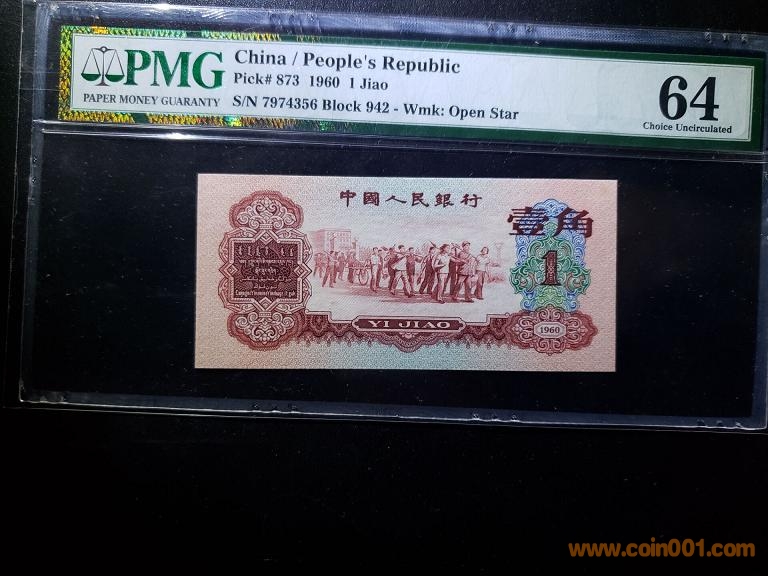 PMG
PAPER MONEY GUARANTY
China / People's Republic
Pick# 873 1960 1 Jiao
S/N 7974356 Block 942 - Wmk: Open Star
64
Choice Uncirculated
中國人民銀行
壹角
1
YI JIAO
1960
www.coin001.com